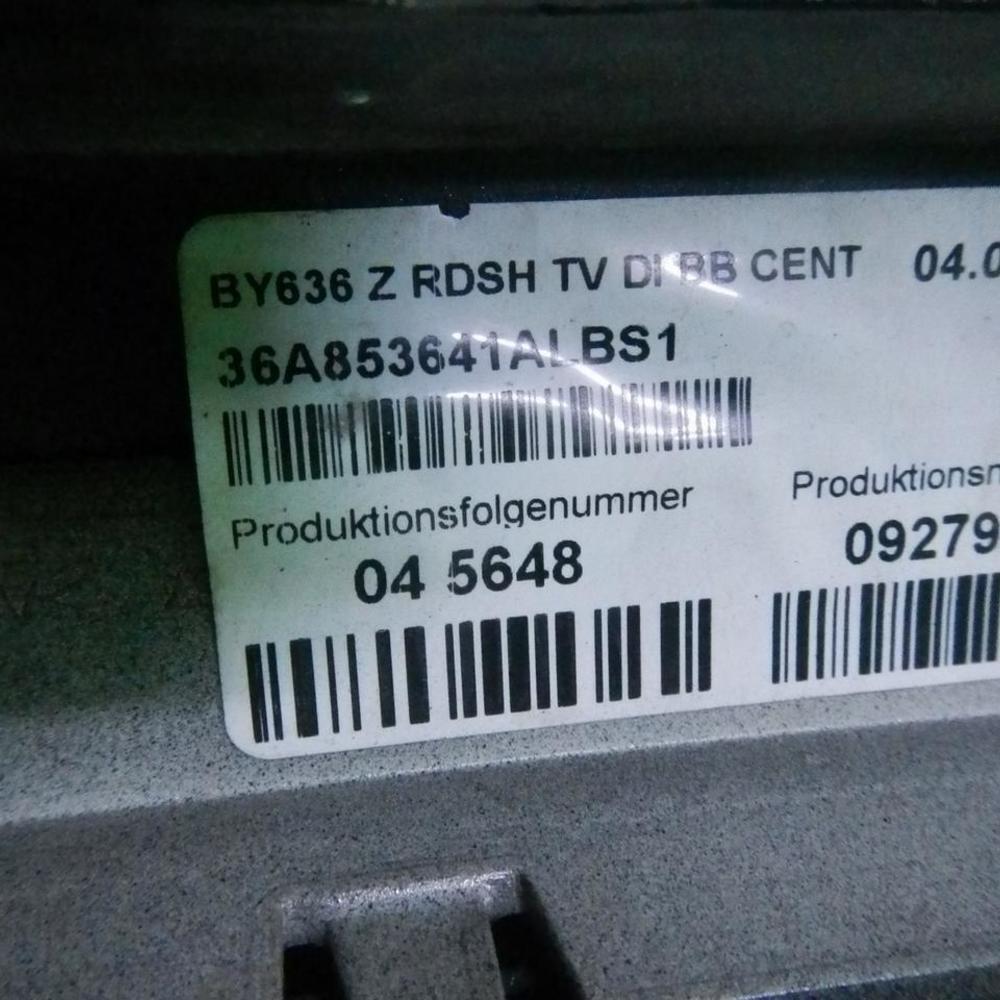 BY636 Z RDSH TV DI BB CENT 04.0
36A853641ALBS1
Produktionsfolgenummer Produktionsn
04 5648 09279